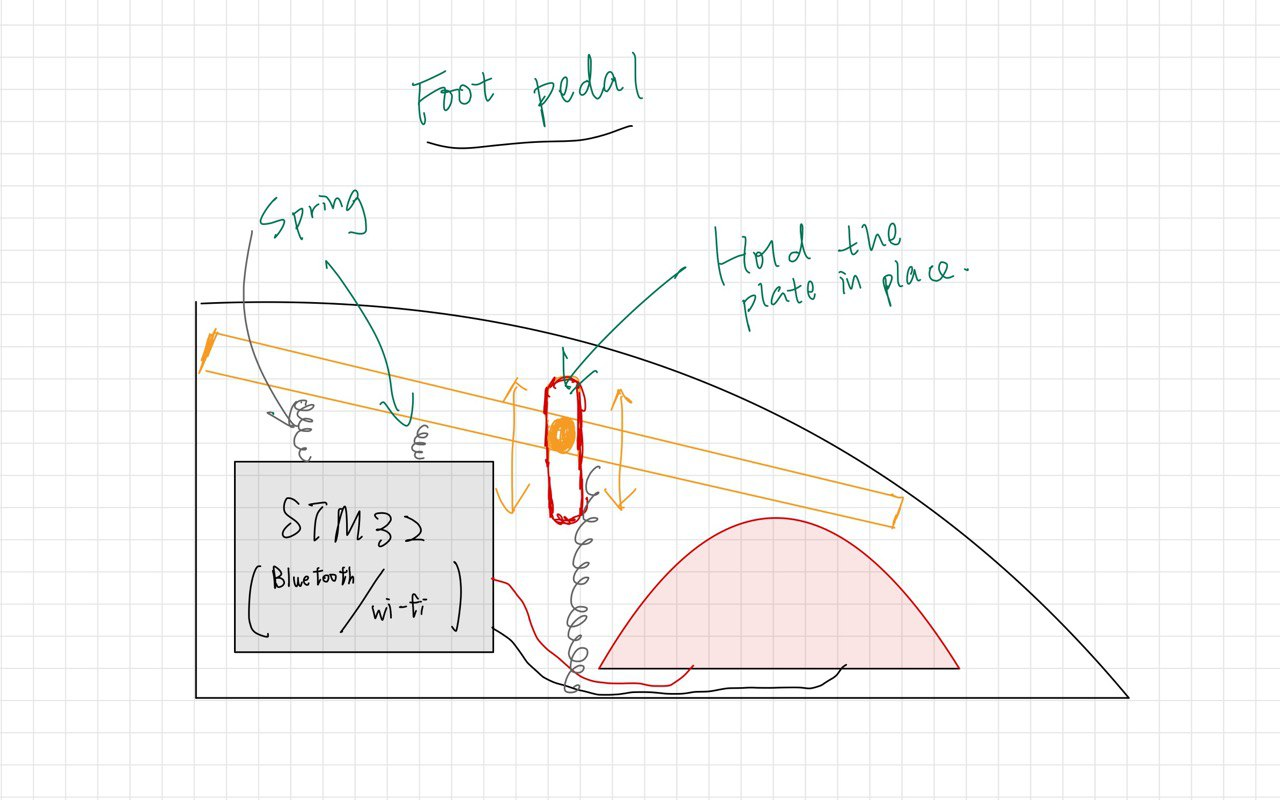 Foot pedal
Spring
Hold the
plate in place.
STM32
(Bluetooth/
wi-fi)